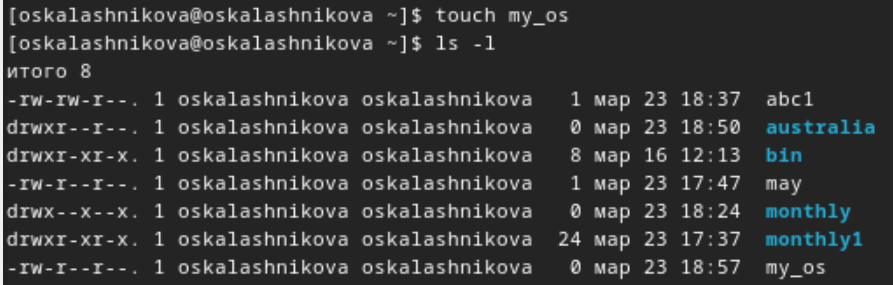 [oskalashnikova@oskalashnikova ~]$ touch my_os
[oskalashnikova@oskalashnikova ~]$ ls -l
итого 8
-rw-rw-r--. 1 oskalashnikova oskalashnikova  1 мар 23 18:37 abc1
drwxr--r--. 1 oskalashnikova oskalashnikova  0 мар 23 18:50 australia
drwxr-xr-x. 1 oskalashnikova oskalashnikova  8 мар 16 12:13 bin
-rw-r--r--. 1 oskalashnikova oskalashnikova  1 мар 23 17:47 may
drwx--x--x. 1 oskalashnikova oskalashnikova  0 мар 23 18:24 monthly
drwxr-xr-x. 1 oskalashnikova oskalashnikova 24 мар 23 17:37 monthly1
-rw-r--r--. 1 oskalashnikova oskalashnikova  0 мар 23 18:57 my_os